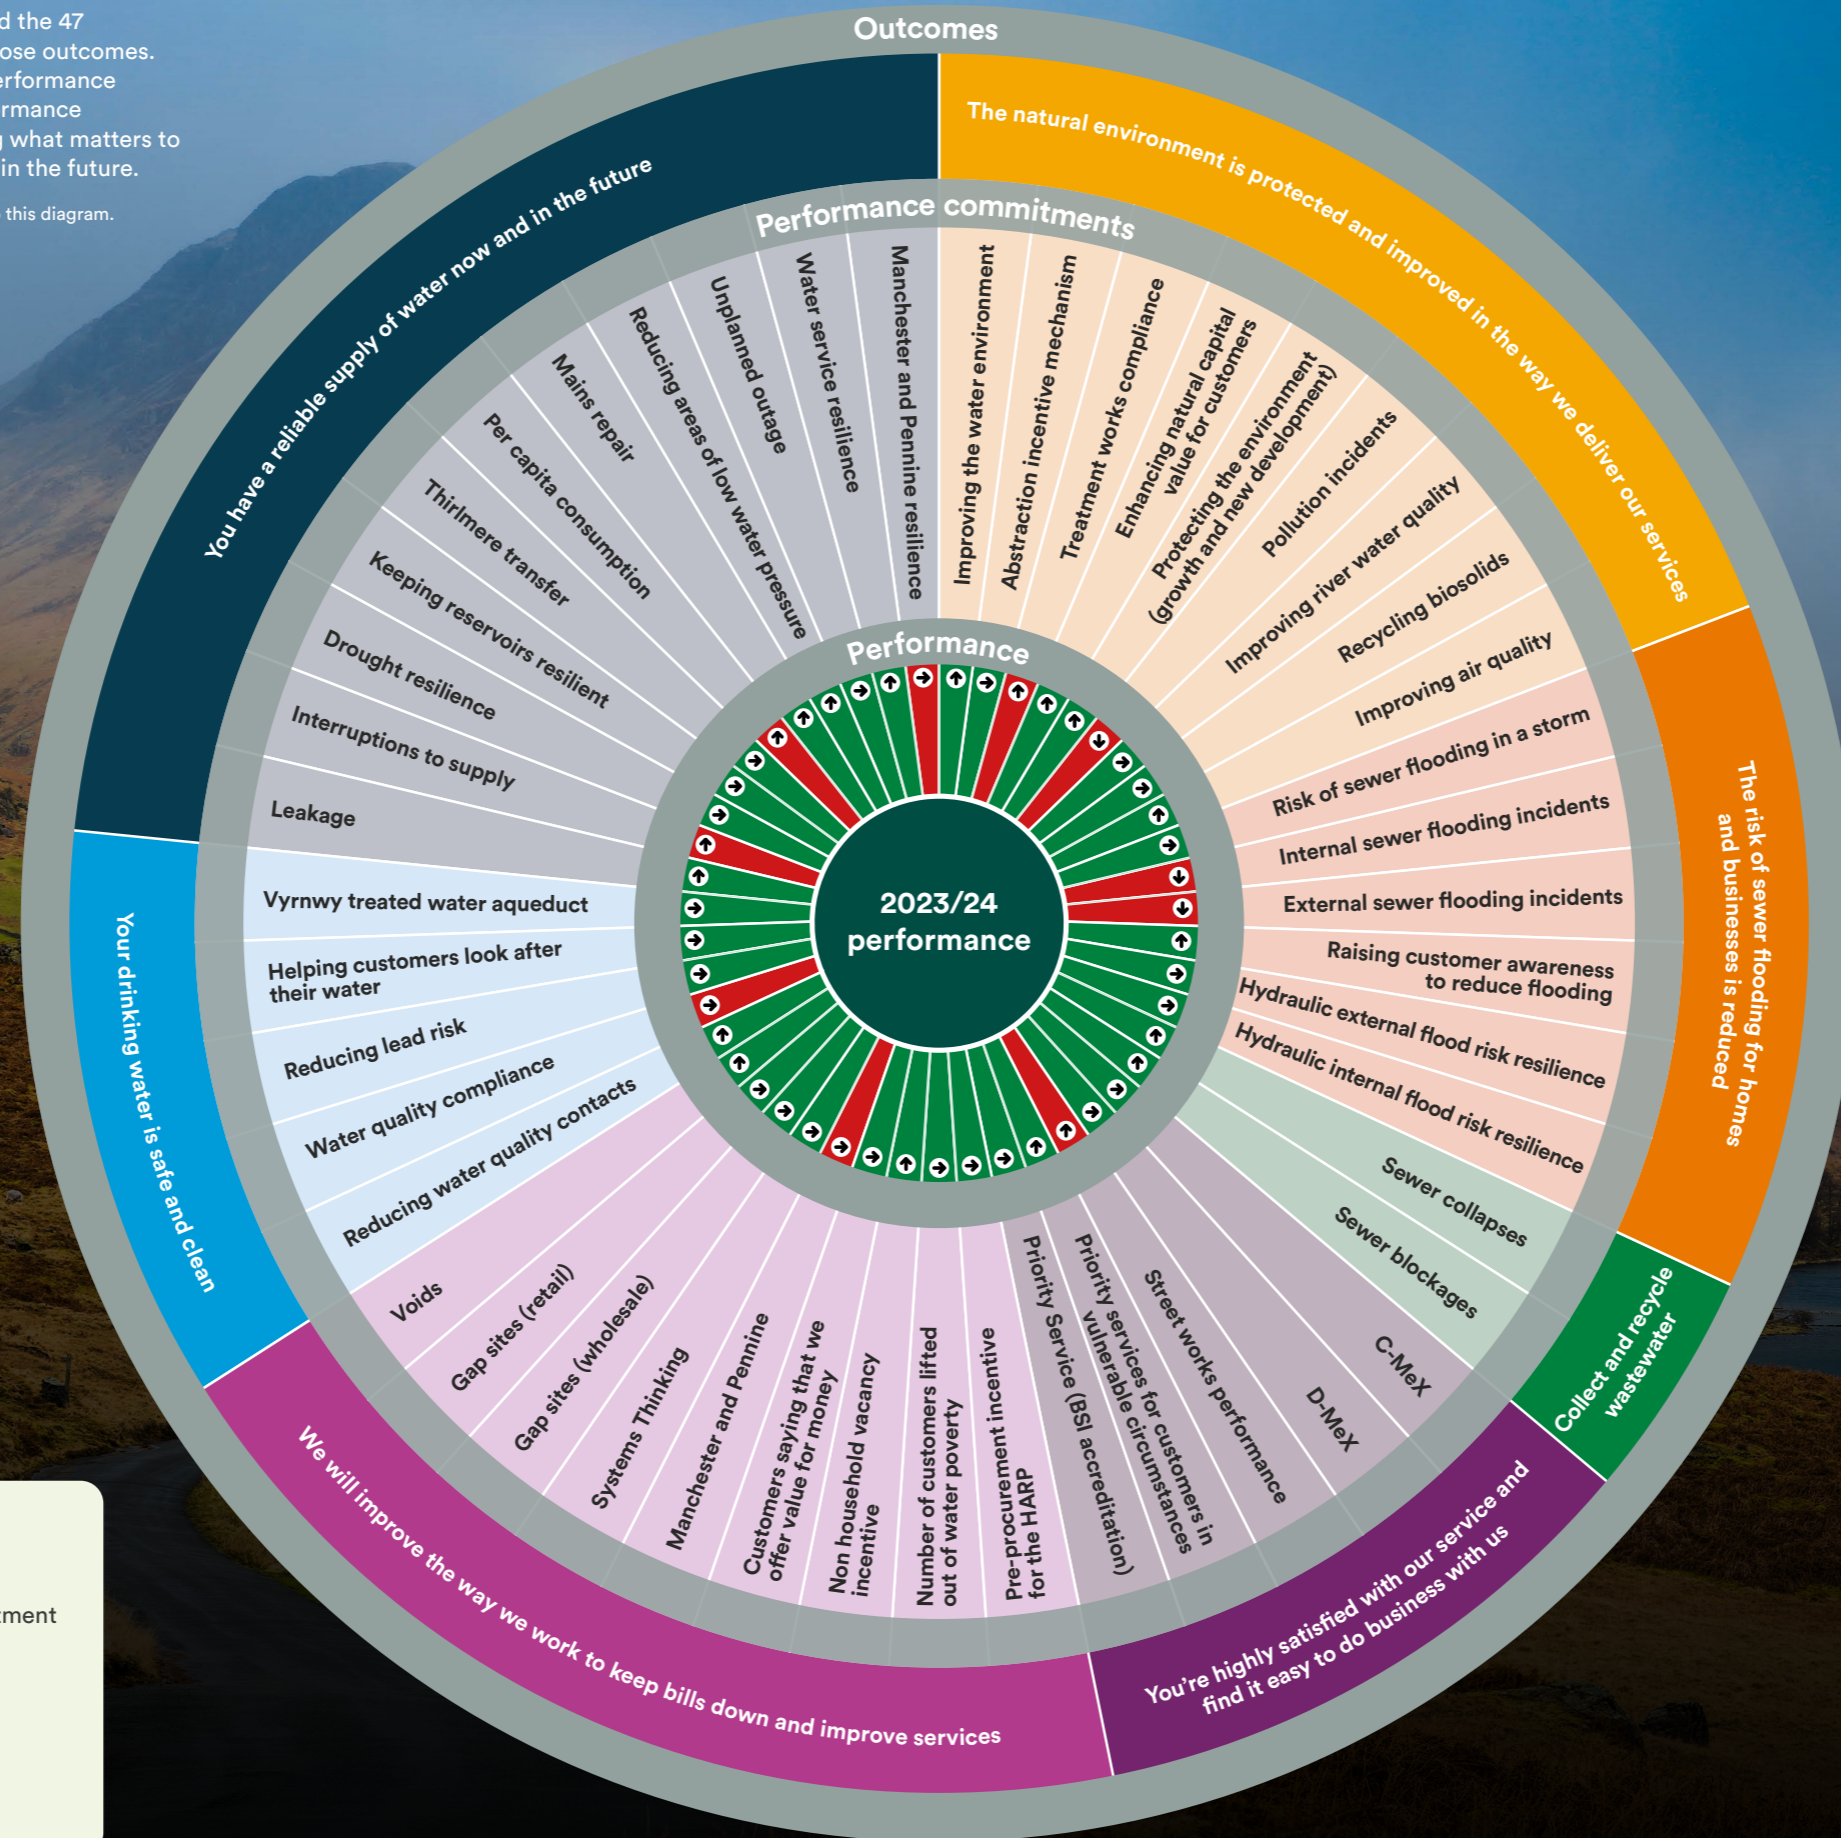 d the 47
ose outcomes.
erformance
rmance
g what matters to
in the future.
this diagram.
Outcomes
The natural environment is protected and improved in the way we deliver our services
The risk of sewer flooding for homes
and businesses is reduced
Collect and recycle
wastewater
You're highly satisfied with our service and
find it easy to do business with us
We will improve the way we work to keep bills down and improve services
Your drinking water is safe and clean
You have a reliable supply of water now and in the future
Performance commitments
Improving the water environment
Abstraction incentive mechanism
Treatment works compliance
Enhancing natural capital
value for customers
Protecting the environment
(growth and new development)
Pollution incidents
Improving river water quality
Recycling biosolids
Improving air quality
Risk of sewer flooding in a storm
Internal sewer flooding incidents
External sewer flooding incidents
Raising customer awareness
to reduce flooding
Hydraulic external flood risk resilience
Hydraulic internal flood risk resilience
Sewer collapses
Sewer blockages
C-MeX
D-MeX
Street works performance
Priority services for customers in
vulnerable circumstances
Priority Service (BSI accreditation)
Pre-procurement incentive
for the HARP
Number of customers lifted
out of water poverty
Non household vacancy
incentive
Customers saying that we
offer value for money
Manchester and Pennine
Systems Thinking
Gap sites (wholesale)
Gap sites (retail)
Voids
Reducing water quality contacts
Water quality compliance
Reducing lead risk
Helping customers look after
their water
Vyrnwy treated water aqueduct
Leakage
Interruptions to supply
Drought resilience
Keeping reservoirs resilient
Thirlmere transfer
Per capita consumption
Mains repair
Reducing areas of low water pressure
Unplanned outage
Water service resilience
Manchester and Pennine resilience
Performance
2023/24
performance
tment